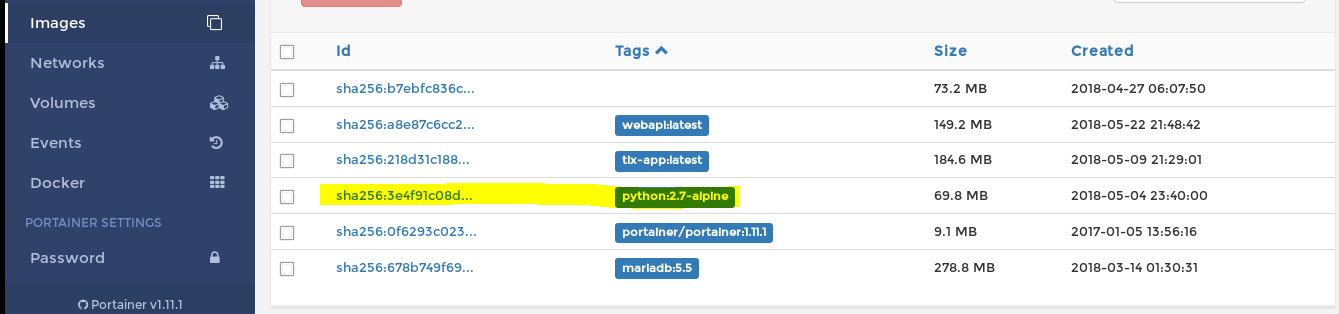 Images
Networks
Volumes
Events
Docker
PORTAINER SETTINGS
Password
Portainer v1.11.1
Id Tags Size Created
sha256:b7ebfc836c... 73.2 MB 2018-04-27 06:07:50
sha256:a8e87c6cc2... webapi:latest 149.2 MB 2018-05-22 21:48:42
sha256:218d31c188... tix-app:latest 184.6 MB 2018-05-09 21:29:01
sha256:3e4f91c08d... python:2.7-alpine 69.8 MB 2018-05-04 23:40:00
sha256:0f6293c023... portainer/portainer:1.11.1 9.1 MB 2017-01-05 13:56:16
sha256:678b749f69... mariadb:5.5 278.8 MB 2018-03-14 01:30:31